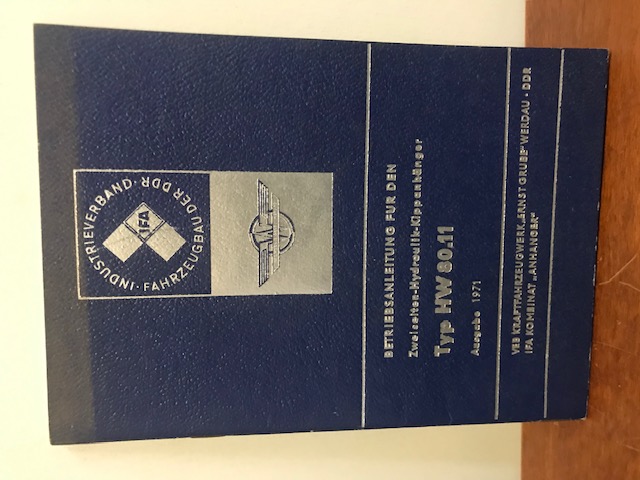 INDUSTRIEVERBAND · FAHRZEUGBAU DER DDR ·
IFA
BETRIEBSANLEITUNG FÜR DEN
Zweiseiten-Hydraulik-Kippanhänger
Typ HW 80.11
Ausgabe 1971
VEB KRAFTFAHRZEUGWERK „ERNST GRUBE“ WERDAU · DDR
IFA KOMBINAT „ANHÄNGER“